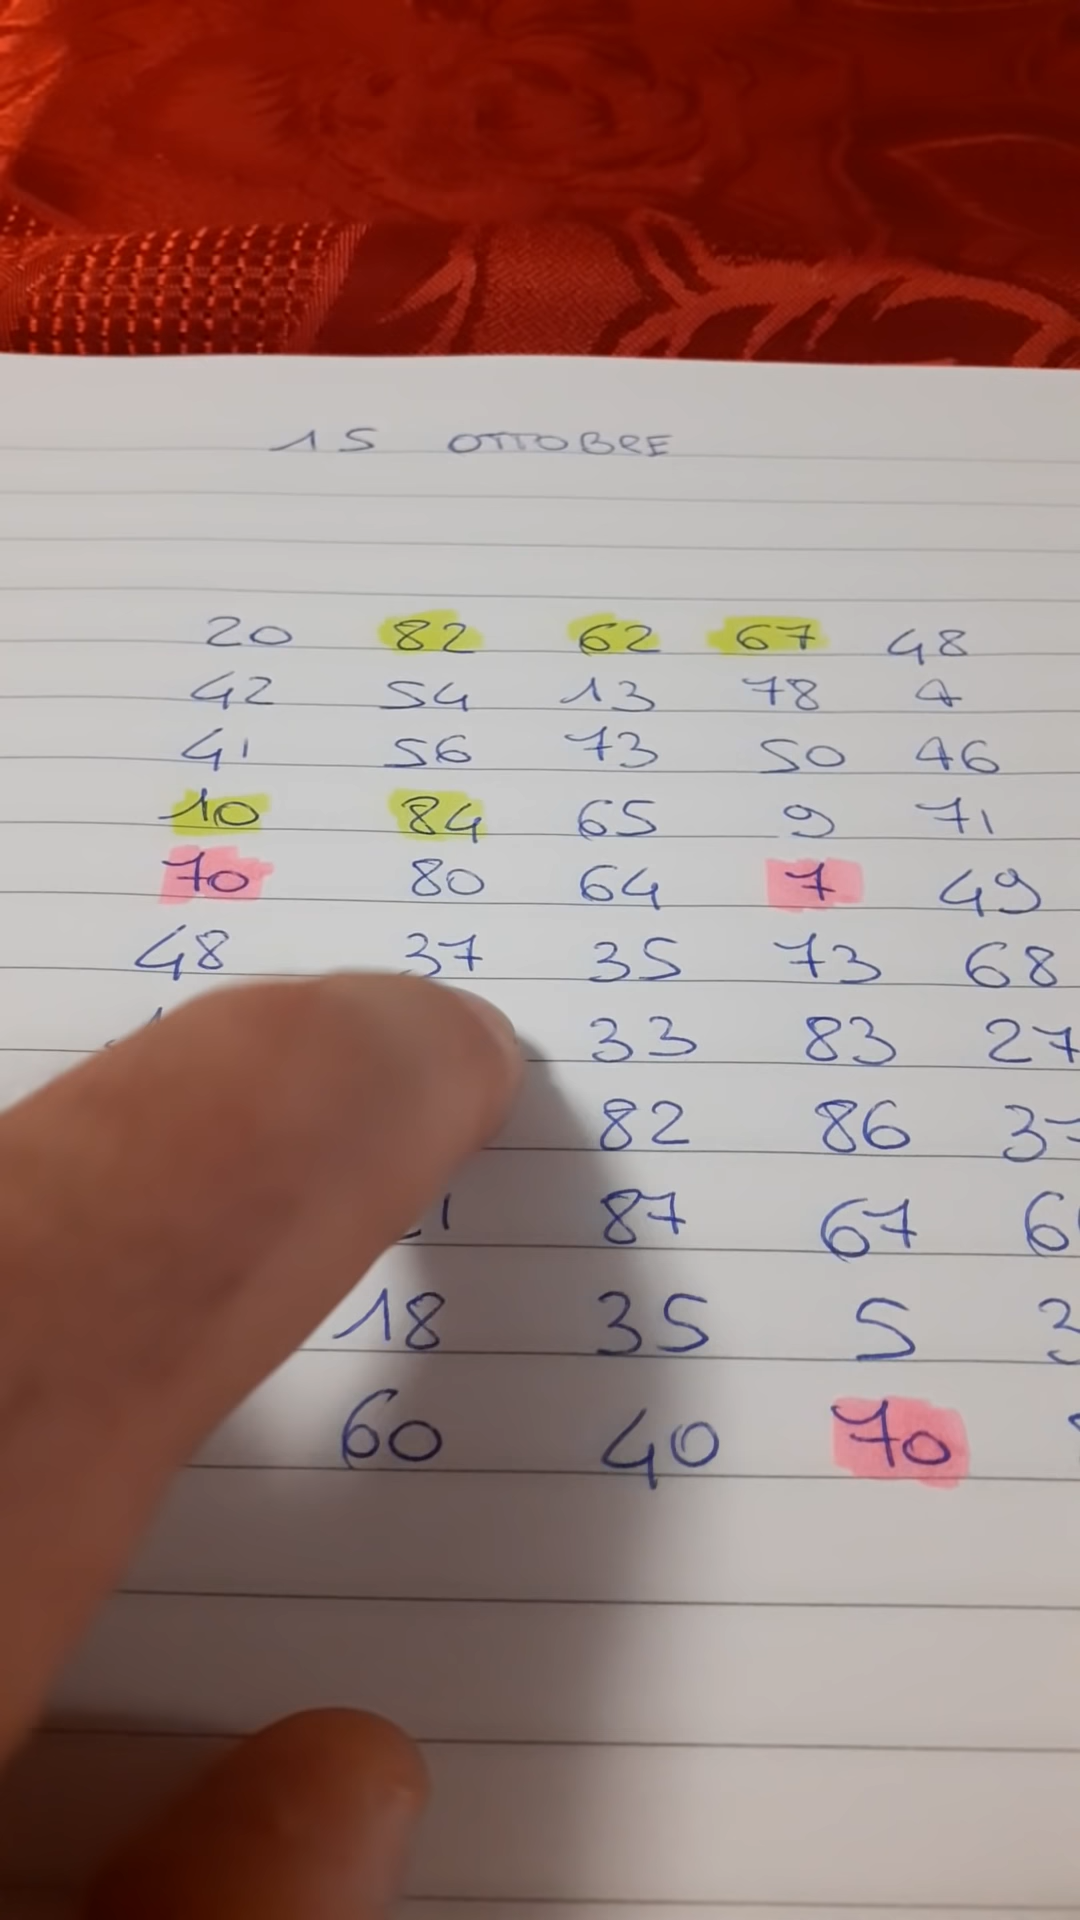 15 OTTOBRE
20 82 62 67 48
42 54 13 78
41 56 73 50 46
10 84 65 9 71
70 80 64 7 49
48 37 35 73 68
33 83 27
82 86
87 67
18 35 5
60 40 70